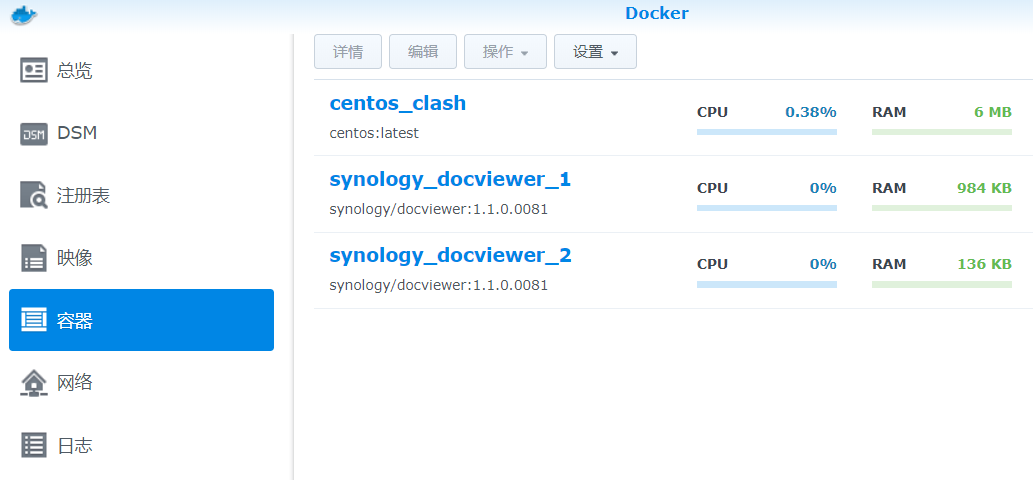 Docker
总览
DSM
注册表
映像
容器
网络
日志
详情 编辑 操作 设置
centos_clash
centos:latest
CPU 0.38% RAM 6 MB
synology_docviewer_1
synology/docviewer:1.1.0.0081
CPU 0% RAM 984 KB
synology_docviewer_2
synology/docviewer:1.1.0.0081
CPU 0% RAM 136 KB